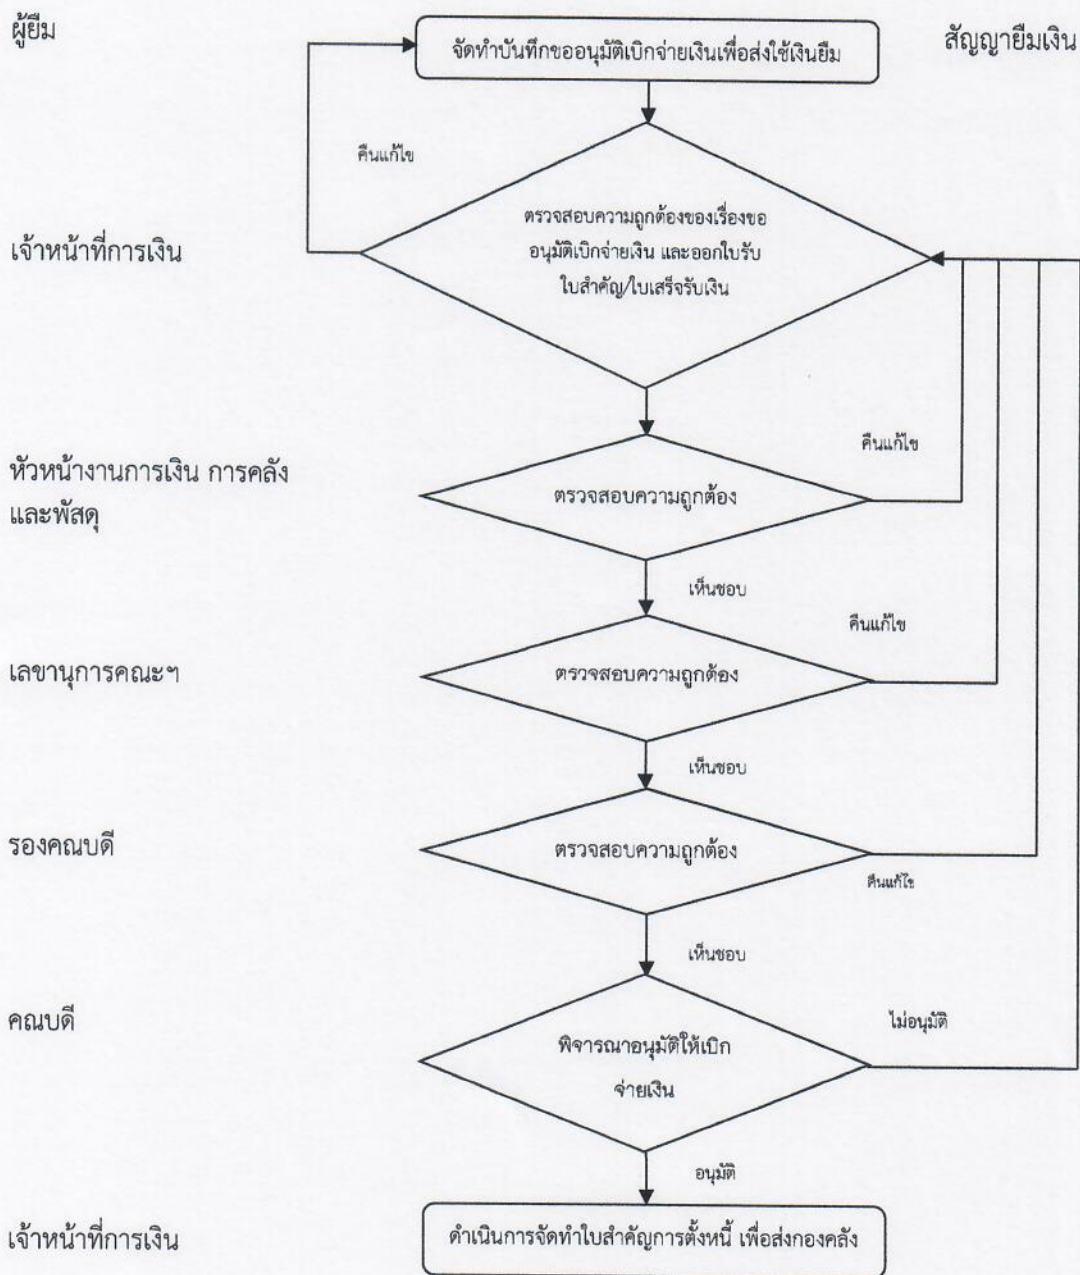 ผู้ยืม
จัดทำบันทึกขออนุมัติเบิกจ่ายเงินเพื่อส่งใช้เงินยืม
สัญญายืมเงิน
คืนแก้ไข
เจ้าหน้าที่การเงิน
ตรวจสอบความถูกต้องของเรื่องขอ
อนุมัติเบิกจ่ายเงิน และออกใบรับ
ใบสำคัญ/ใบเสร็จรับเงิน
หัวหน้างานการเงิน การคลัง
และพัสดุ
ตรวจสอบความถูกต้อง
คืนแก้ไข
เห็นชอบ
เลขานุการคณะฯ
ตรวจสอบความถูกต้อง
คืนแก้ไข
เห็นชอบ
รองคณบดี
ตรวจสอบความถูกต้อง
คืนแก้ไข
เห็นชอบ
คณบดี
พิจารณาอนุมัติให้เบิก
จ่ายเงิน
ไม่อนุมัติ
อนุมัติ
เจ้าหน้าที่การเงิน
ดำเนินการจัดทำใบสำคัญการตั้งหนี้ เพื่อส่งกองคลัง